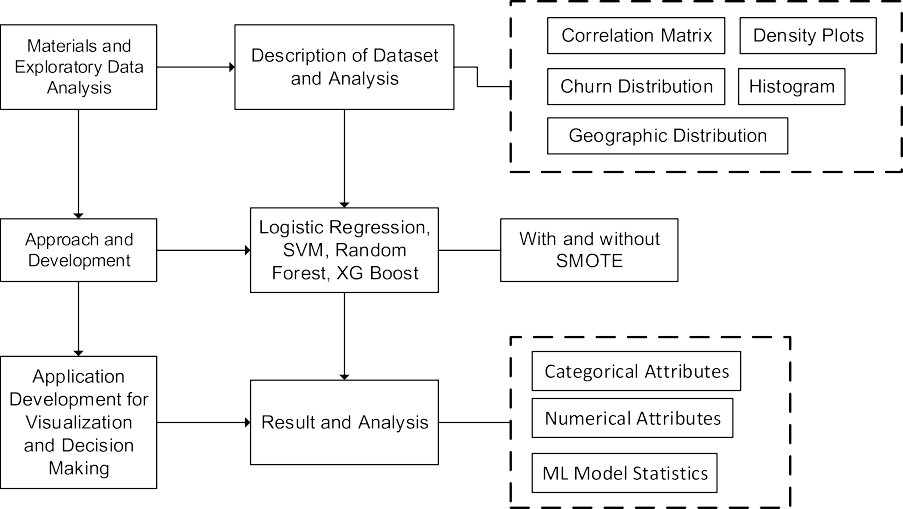 Materials and
Exploratory Data
Analysis
Description of Dataset
and Analysis
Correlation Matrix
Density Plots
Churn Distribution
Histogram
Geographic Distribution
Approach and
Development
Logistic Regression,
SVM, Random
Forest, XG Boost
With and without
SMOTE
Application
Development for
Visualization
and Decision
Making
Result and Analysis
Categorical Attributes
Numerical Attributes
ML Model Statistics